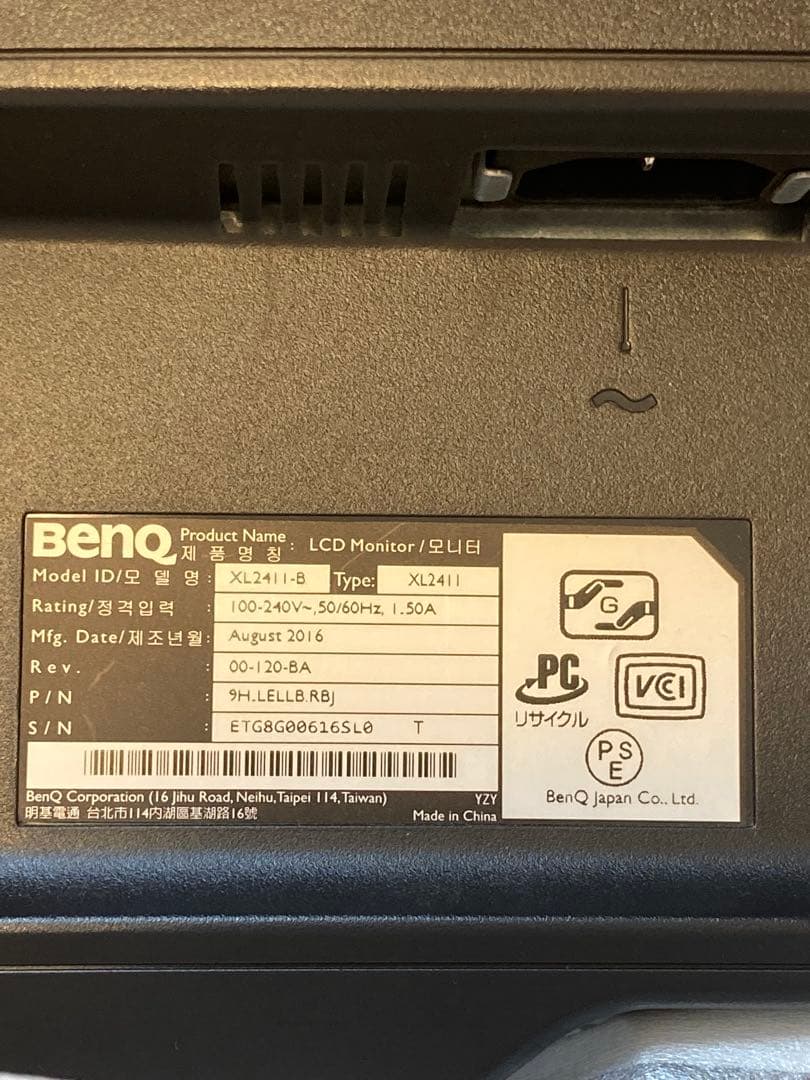 BenQ Product Name : LCD Monitor/모니터
제 품 명 칭
Model ID/모 델 명 : XL2411-B Type: XL2411
Rating/정격입력 : 100-240V~,50/60Hz, 1.50A
Mfg. Date/제조년월: August 2016
Rev. : 00-120-BA
P/N : 9H.LELLB.RBJ
S/N : ETG8G00616SL0 T
BenQ Corporation (16 Jihu Road, Neihu, Taipei 114, Taiwan) YZY
明基電通 台北市114內湖區基湖路16號 Made in China
G
PC
リサイクル
VCCI
PSE
BenQ Japan Co., Ltd.